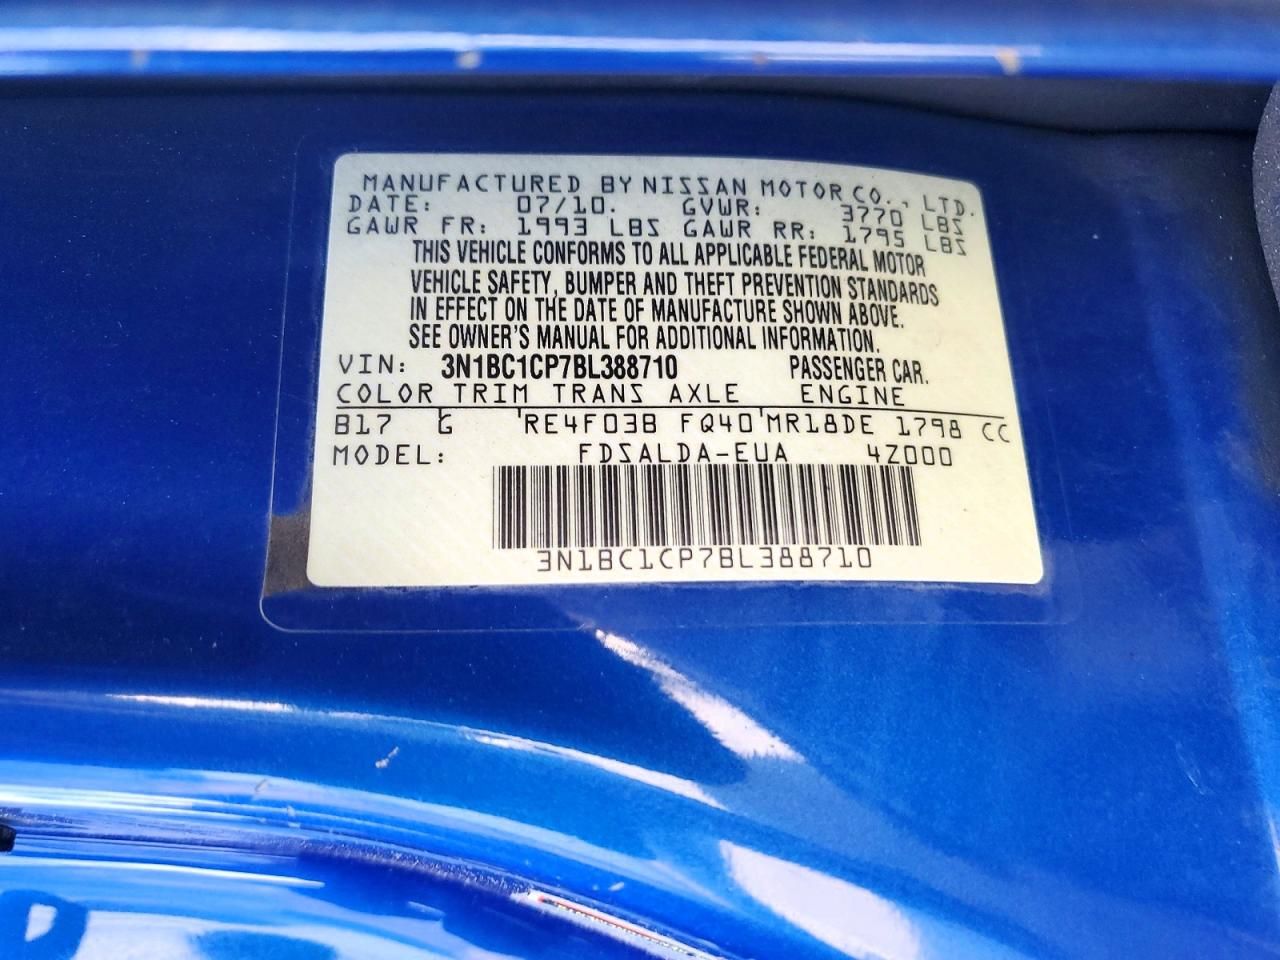 MANUFACTURED BY NISSAN MOTOR CO., LTD.
DATE: 07/10. GVWR: 3770 LBS
GAWR FR: 1993 LBS GAWR RR: 1795 LBS
THIS VEHICLE CONFORMS TO ALL APPLICABLE FEDERAL MOTOR
VEHICLE SAFETY, BUMPER AND THEFT PREVENTION STANDARDS
IN EFFECT ON THE DATE OF MANUFACTURE SHOWN ABOVE.
SEE OWNER'S MANUAL FOR ADDITIONAL INFORMATION.
VIN: 3N1BC1CP7BL388710 PASSENGER CAR.
COLOR TRIM TRANS AXLE ENGINE
B17 G RE4F03B FQ40 MR18DE 1798 CC
MODEL: FDSALDA-EUA 4Z000
3N1BC1CP7BL388710